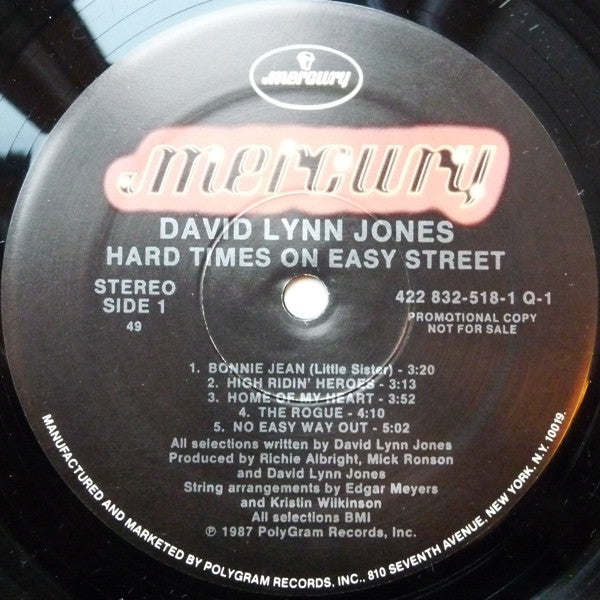 mercury
mercury
DAVID LYNN JONES
HARD TIMES ON EASY STREET
STEREO
SIDE 1
49
422 832-518-1 Q-1
PROMOTIONAL COPY
NOT FOR SALE
1. BONNIE JEAN (Little Sister) - 3:20
2. HIGH RIDIN' HEROES - 3:13
3. HOME OF MY HEART - 3:52
4. THE ROGUE - 4:10
5. NO EASY WAY OUT - 5:02
All selections written by David Lynn Jones
Produced by Richie Albright, Mick Ronson
and David Lynn Jones
String arrangements by Edgar Meyers
and Kristin Wilkinson
All selections BMI
℗ 1987 PolyGram Records, Inc.
MANUFACTURED AND MARKETED BY POLYGRAM RECORDS, INC., 810 SEVENTH AVENUE, NEW YORK, N.Y. 10019.